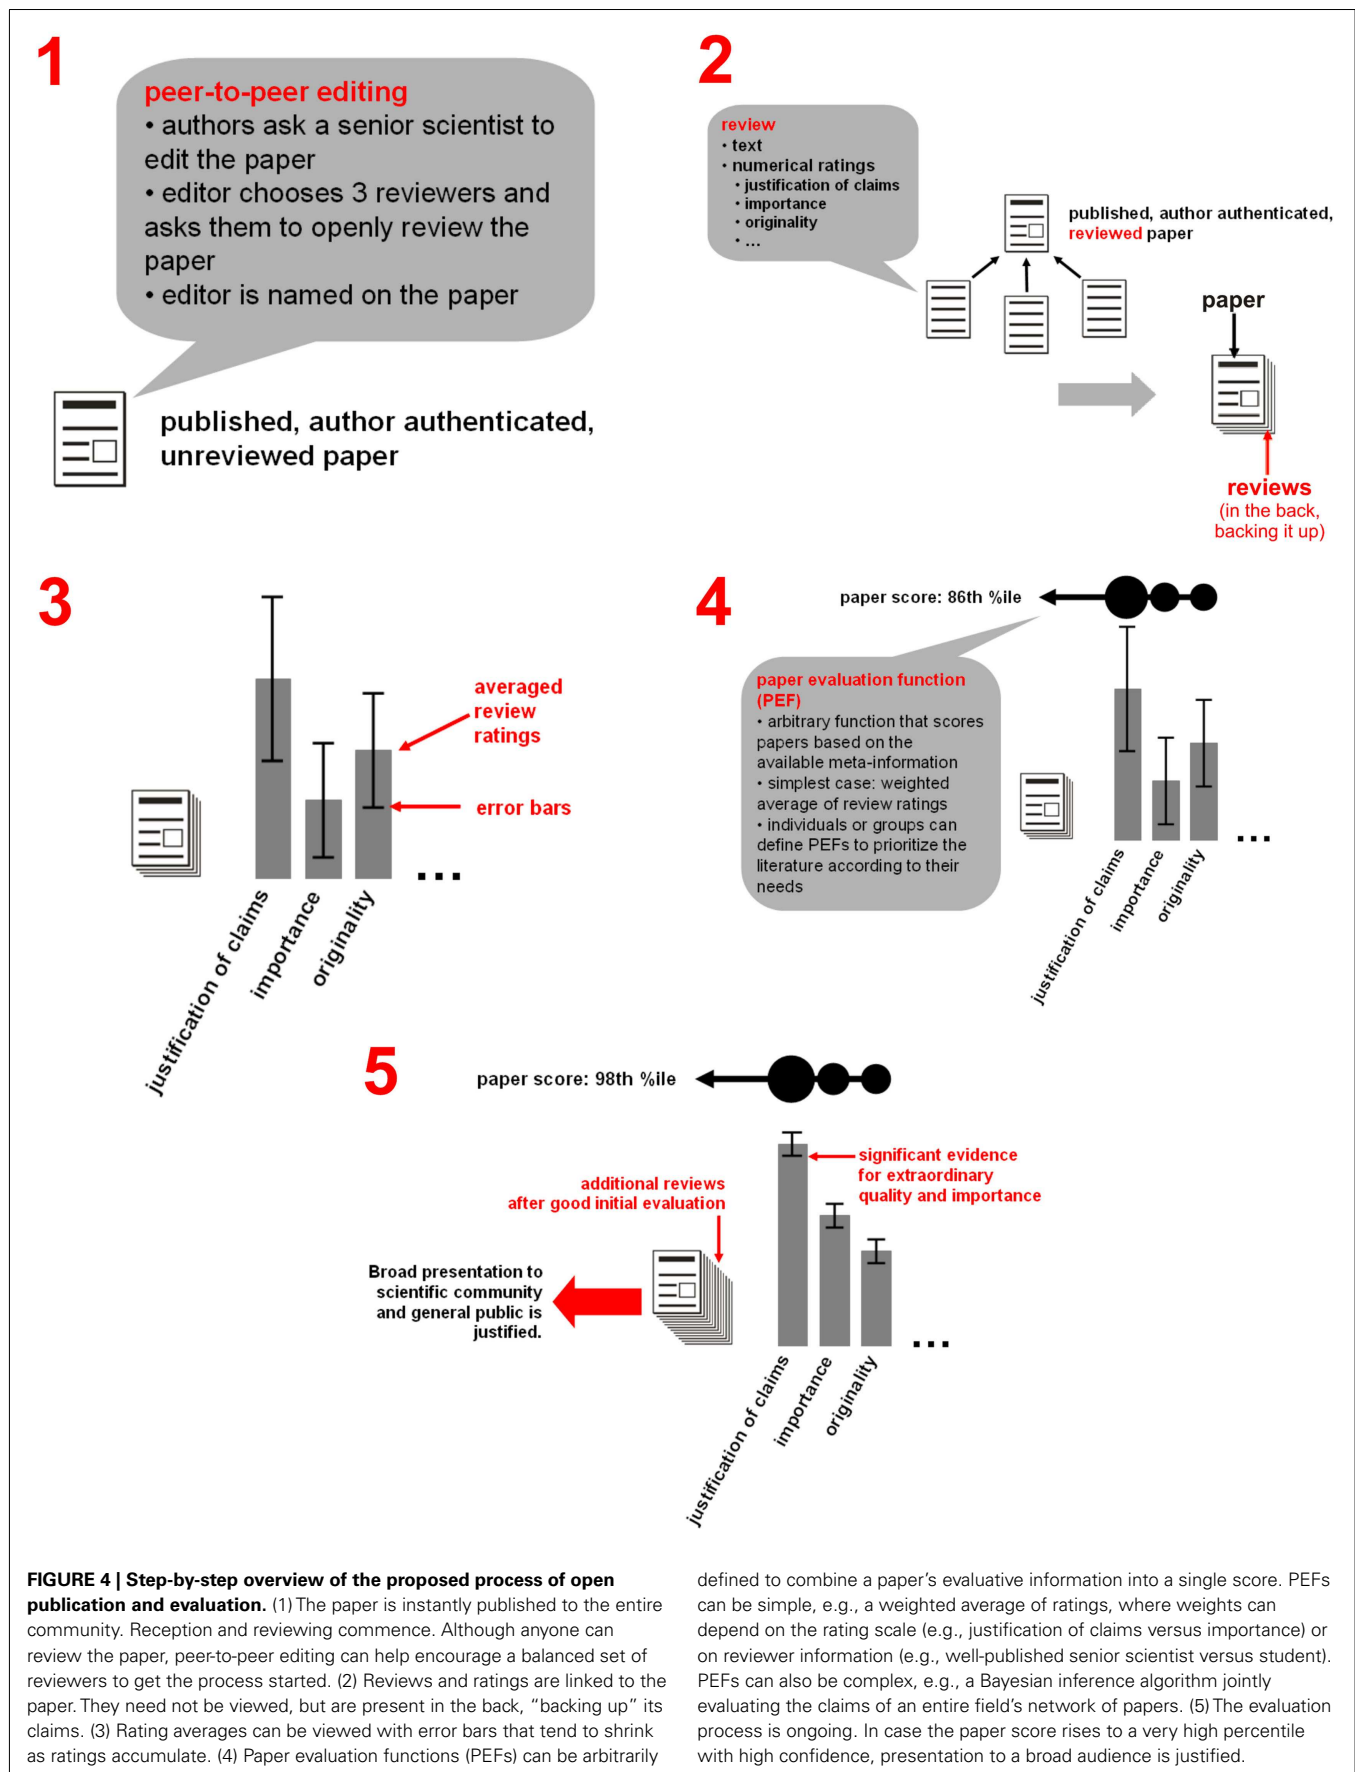 1
peer-to-peer editing
• authors ask a senior scientist to
edit the paper
• editor chooses 3 reviewers and
asks them to openly review the
paper
• editor is named on the paper
published, author authenticated,
unreviewed paper
2
review
• text
• numerical ratings
• justification of claims
• importance
• originality
• ...
published, author authenticated,
reviewed paper
paper
reviews
(in the back,
backing it up)
3
averaged
review
ratings
error bars
...
justification of claims
importance
originality
4
paper score: 86th %ile
paper evaluation function
(PEF)
• arbitrary function that scores
papers based on the
available meta-information
• simplest case: weighted
average of review ratings
• individuals or groups can
define PEFs to prioritize the
literature according to their
needs
...
justification of claims
importance
originality
5
paper score: 98th %ile
significant evidence
for extraordinary
quality and importance
additional reviews
after good initial evaluation
Broad presentation to
scientific community
and general public is
justified.
...
justification of claims
importance
originality
FIGURE 4 | Step-by-step overview of the proposed process of open
publication and evaluation. (1) The paper is instantly published to the entire
community. Reception and reviewing commence. Although anyone can
review the paper, peer-to-peer editing can help encourage a balanced set of
reviewers to get the process started. (2) Reviews and ratings are linked to the
paper. They need not be viewed, but are present in the back, “backing up” its
claims. (3) Rating averages can be viewed with error bars that tend to shrink
as ratings accumulate. (4) Paper evaluation functions (PEFs) can be arbitrarily
defined to combine a paper’s evaluative information into a single score. PEFs
can be simple, e.g., a weighted average of ratings, where weights can
depend on the rating scale (e.g., justification of claims versus importance) or
on reviewer information (e.g., well-published senior scientist versus student).
PEFs can also be complex, e.g., a Bayesian inference algorithm jointly
evaluating the claims of an entire field’s network of papers. (5) The evaluation
process is ongoing. In case the paper score rises to a very high percentile
with high confidence, presentation to a broad audience is justified.